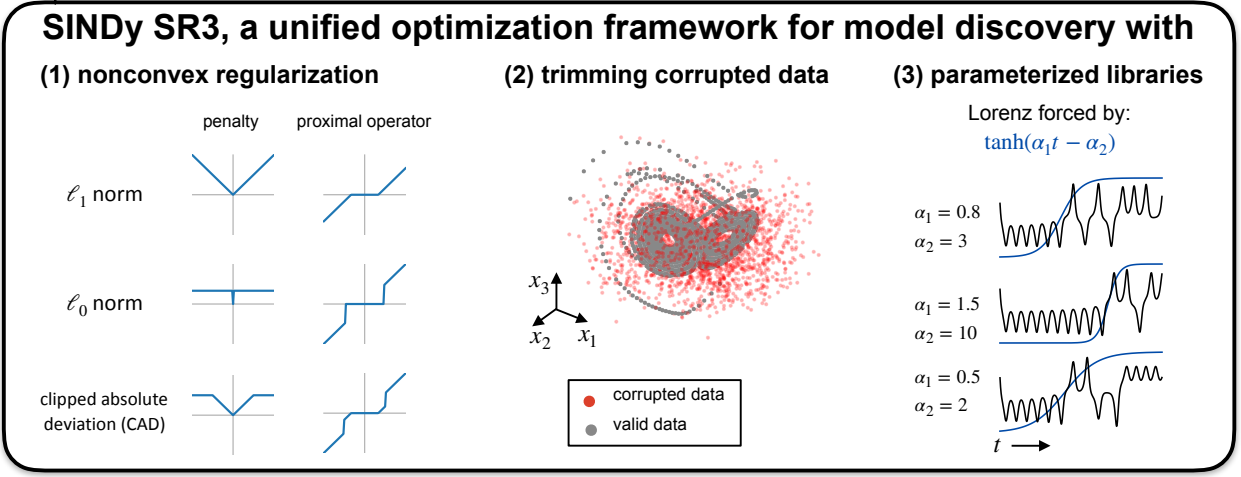 SINDy SR3, a unified optimization framework for model discovery with
(1) nonconvex regularization
penalty
proximal operator
ℓ₁ norm
ℓ₀ norm
clipped absolute
deviation (CAD)
(2) trimming corrupted data
x₃
x₂
x₁
corrupted data
valid data
(3) parameterized libraries
Lorenz forced by:
tanh(α₁t − α₂)
α₁ = 0.8
α₂ = 3
α₁ = 1.5
α₂ = 10
α₁ = 0.5
α₂ = 2
t